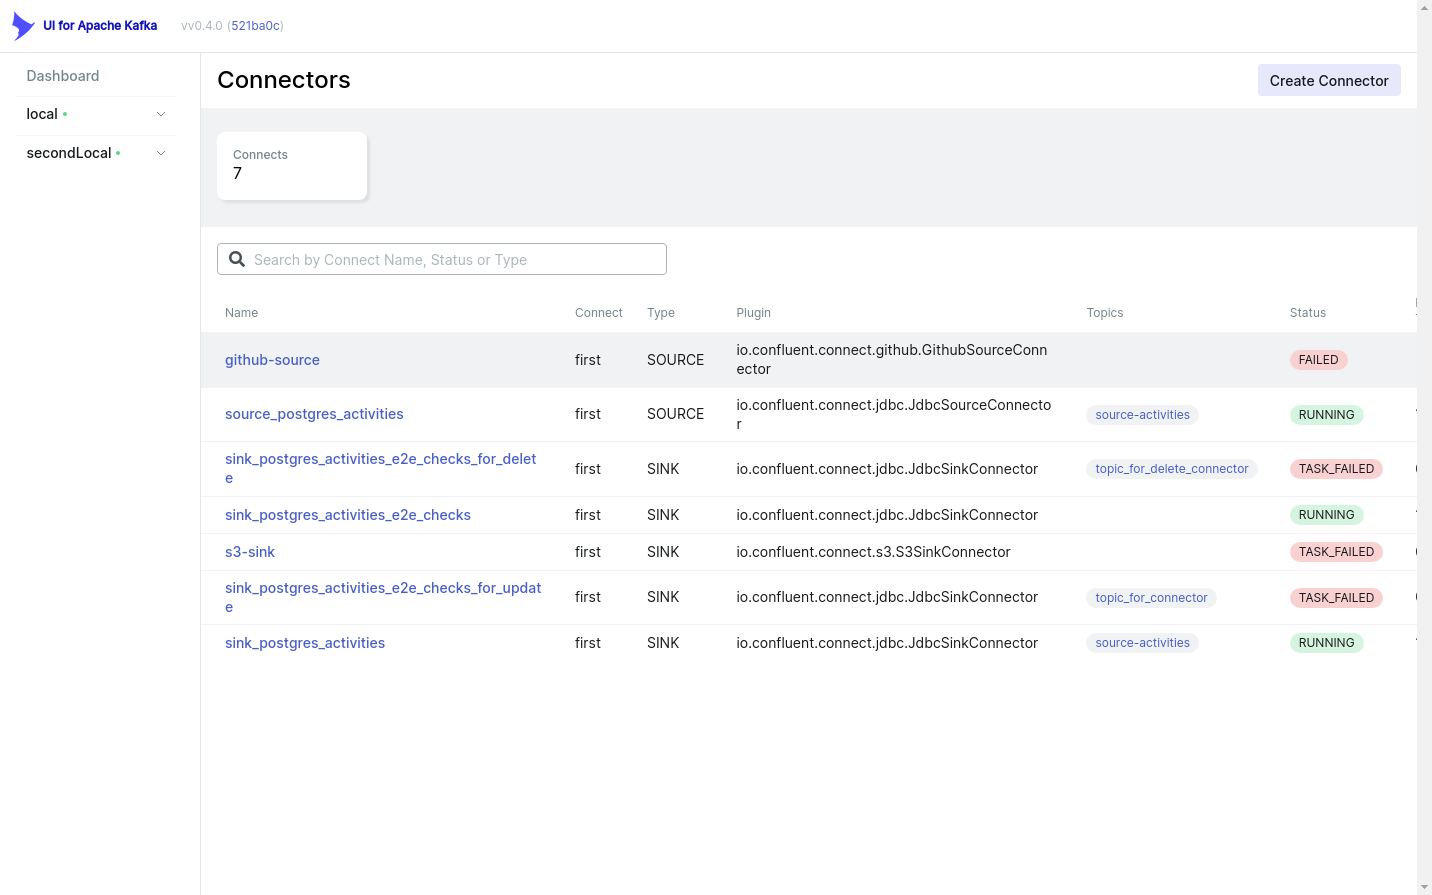 UI for Apache Kafka vv0.4.0 (521ba0c)
Dashboard
local
secondLocal
Connectors
Create Connector
Connects
7
Search by Connect Name, Status or Type
Name Connect Type Plugin Topics Status
github-source first SOURCE io.confluent.connect.github.GithubSourceConn
ector FAILED
source_postgres_activities first SOURCE io.confluent.connect.jdbc.JdbcSourceConnecto
r source-activities RUNNING
sink_postgres_activities_e2e_checks_for_delet
e first SINK io.confluent.connect.jdbc.JdbcSinkConnector topic_for_delete_connector TASK_FAILED
sink_postgres_activities_e2e_checks first SINK io.confluent.connect.jdbc.JdbcSinkConnector RUNNING
s3-sink first SINK io.confluent.connect.s3.S3SinkConnector TASK_FAILED
sink_postgres_activities_e2e_checks_for_updat
e first SINK io.confluent.connect.jdbc.JdbcSinkConnector topic_for_connector TASK_FAILED
sink_postgres_activities first SINK io.confluent.connect.jdbc.JdbcSinkConnector source-activities RUNNING